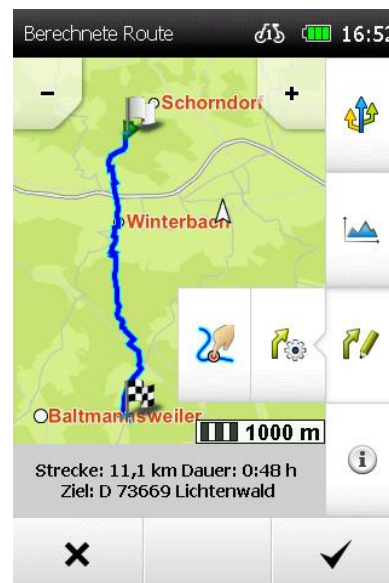 Berechnete Route 16:52
- +
Schorndorf
Winterbach
Baltmannsweiler
1000 m
Strecke: 11,1 km Dauer: 0:48 h
Ziel: D 73669 Lichtenwald